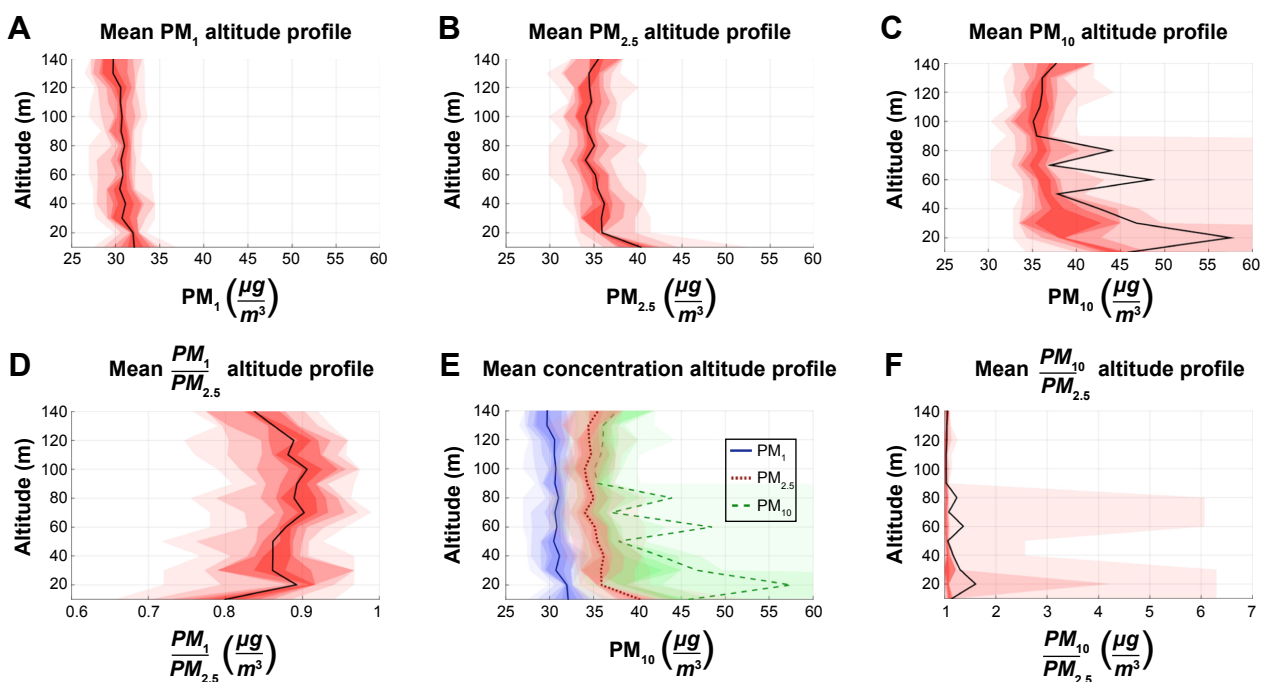 A Mean PM1 altitude profile
Altitude (m)
140
120
100
80
60
40
20
25 30 35 40 45 50 55 60
PM1 (μg/m³)
B Mean PM2.5 altitude profile
Altitude (m)
140
120
100
80
60
40
20
25 30 35 40 45 50 55 60
PM2.5 (μg/m³)
C Mean PM10 altitude profile
Altitude (m)
140
120
100
80
60
40
20
25 30 35 40 45 50 55 60
PM10 (μg/m³)
D Mean PM1/PM2.5 altitude profile
Altitude (m)
140
120
100
80
60
40
20
0.6 0.7 0.8 0.9 1
PM1/PM2.5 (μg/m³)
E Mean concentration altitude profile
Altitude (m)
140
120
100
80
60
40
20
PM1
PM2.5
PM10
25 30 35 40 45 50 55 60
PM10 (μg/m³)
F Mean PM10/PM2.5 altitude profile
Altitude (m)
140
120
100
80
60
40
20
1 2 3 4 5 6 7
PM10/PM2.5 (μg/m³)